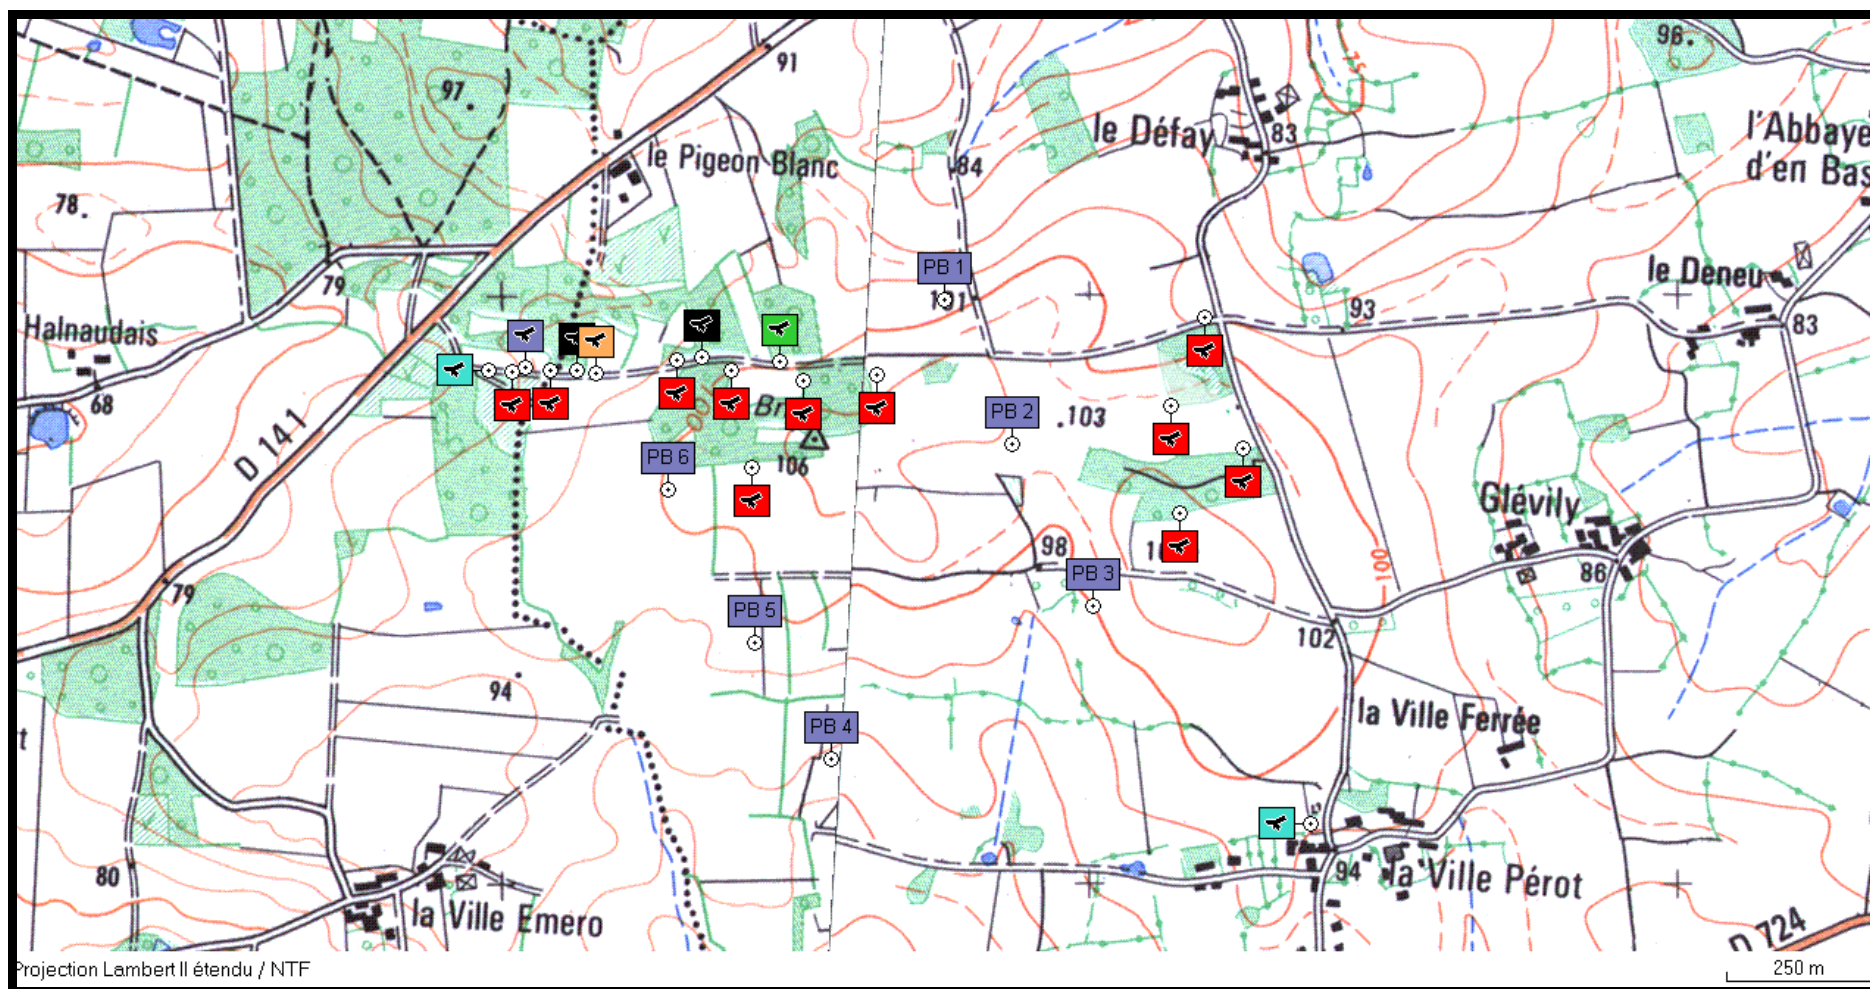 96
91
97
le Défay
83
l'Abbaye
d'en Bas
le Pigeon Blanc
84
78
PB 1
101
le Deneu
79
93
83
Halnaudais
68
PB 2
103
Br
100
D 141
PB 6
106
Glévily
98
PB 3
100
86
79
PB 5
102
94
PB 4
la Ville Ferrée
t
80
94
la Ville Pérot
la Ville Emero
D 724
Projection Lambert II étendu / NTF
250 m